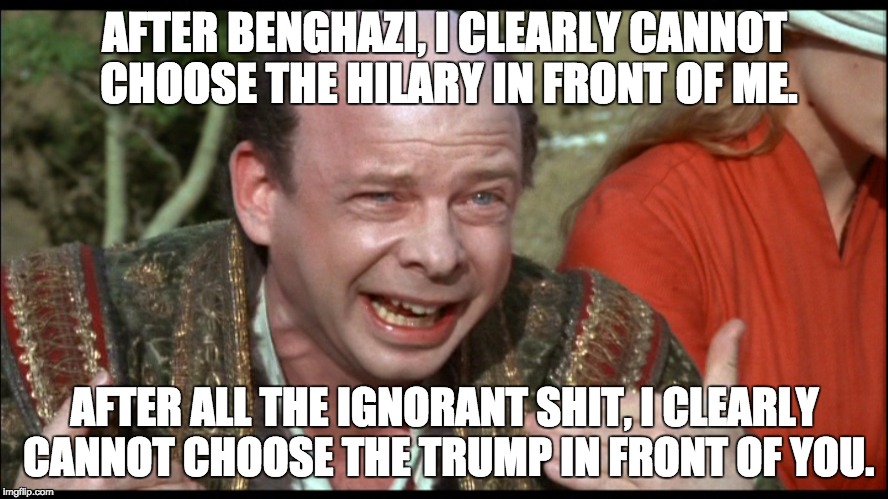 AFTER BENGHAZI, I CLEARLY CANNOT
CHOOSE THE HILARY IN FRONT OF ME.
AFTER ALL THE IGNORANT SHIT, I CLEARLY
CANNOT CHOOSE THE TRUMP IN FRONT OF YOU.
imgflip.com